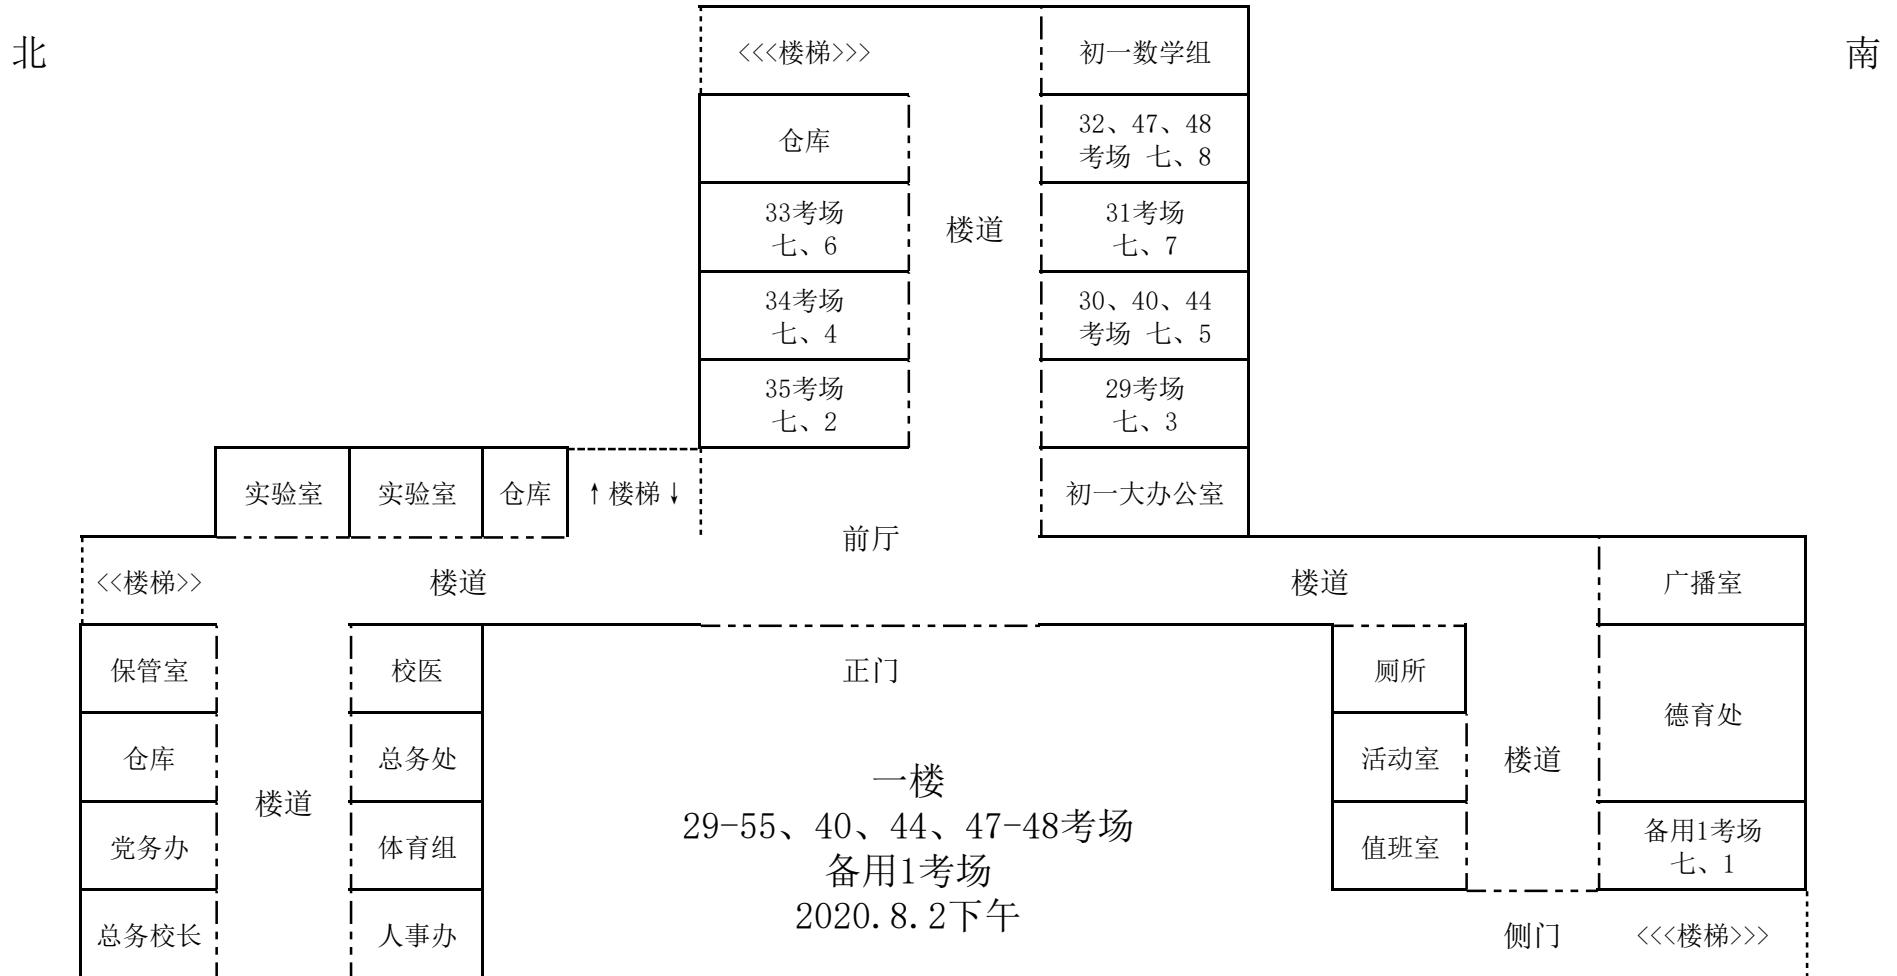 北
南
<<<楼梯>>>
初一数学组
仓库
32、47、48
考场 七、8
33考场
七、6
楼道
31考场
七、7
34考场
七、4
30、40、44
考场 七、5
35考场
七、2
29考场
七、3
实验室
实验室
仓库
↑楼梯↓
初一大办公室
前厅
<<楼梯>>
楼道
楼道
广播室
保管室
校医
正门
厕所
德育处
仓库
总务处
活动室
楼道
楼道
党务办
体育组
值班室
备用1考场
七、1
总务校长
人事办
侧门
<<<楼梯>>>
一楼
29-55、40、44、47-48考场
备用1考场
2020.8.2下午